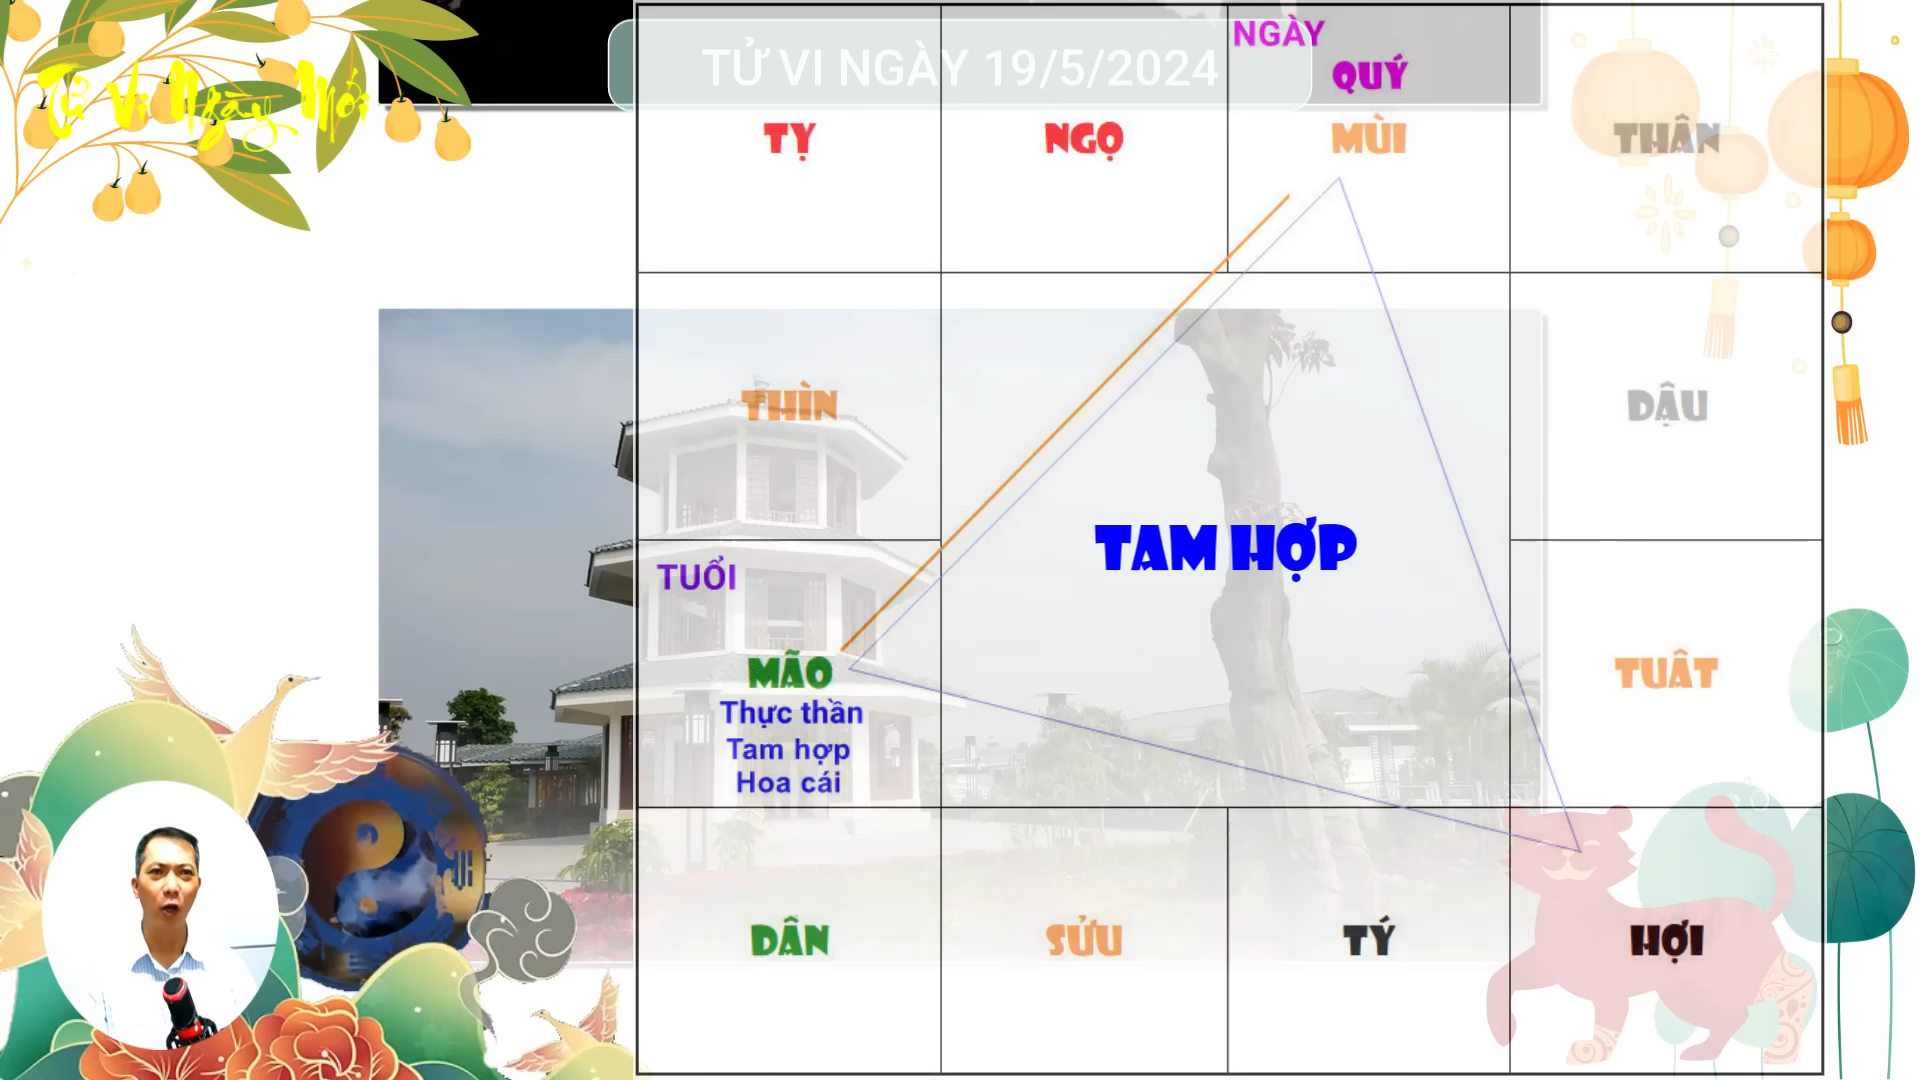 Tử Vi Ngày Mới
TỬ VI NGÀY 19/5/2024
NGÀY
QUÝ
TỴ
NGỌ
MÙI
THÂN
THÌN
DẬU
TAM HỢP
TUỔI
MÃO
Thực thần
Tam hợp
Hoa cái
TUẤT
DẦN
SỬU
TÝ
HỢI